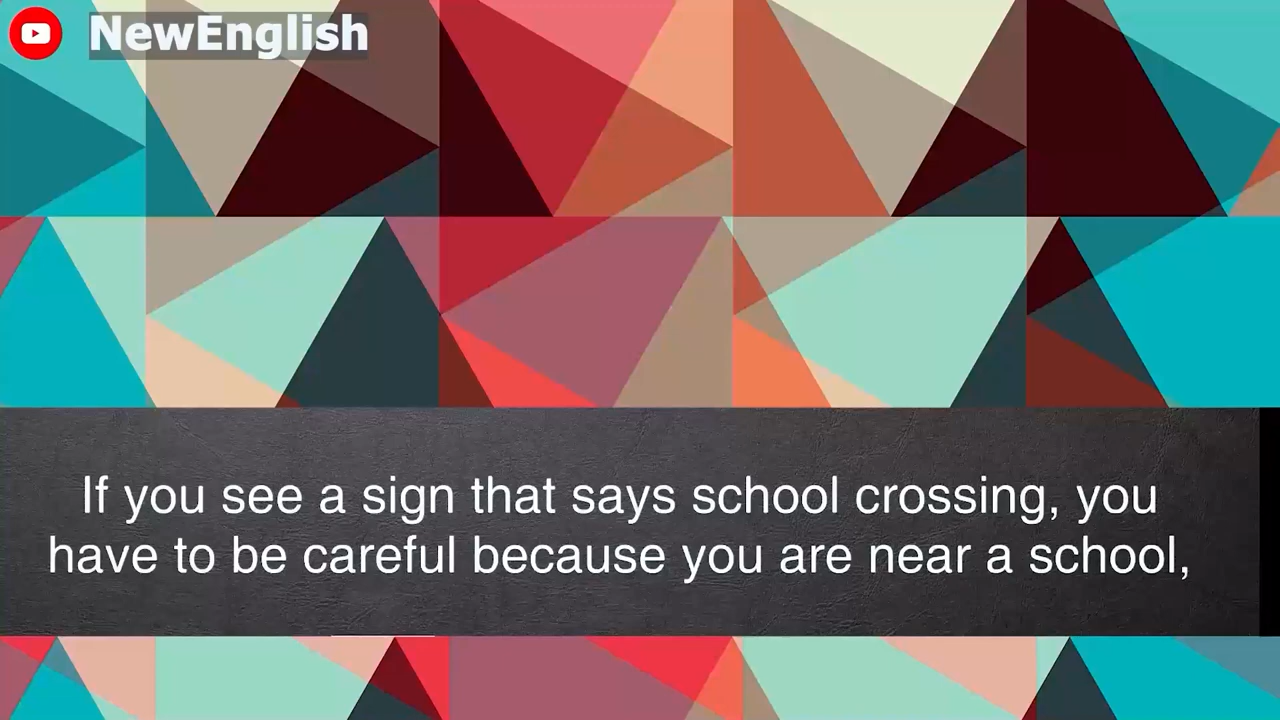 NewEnglish
If you see a sign that says school crossing, you
have to be careful because you are near a school,